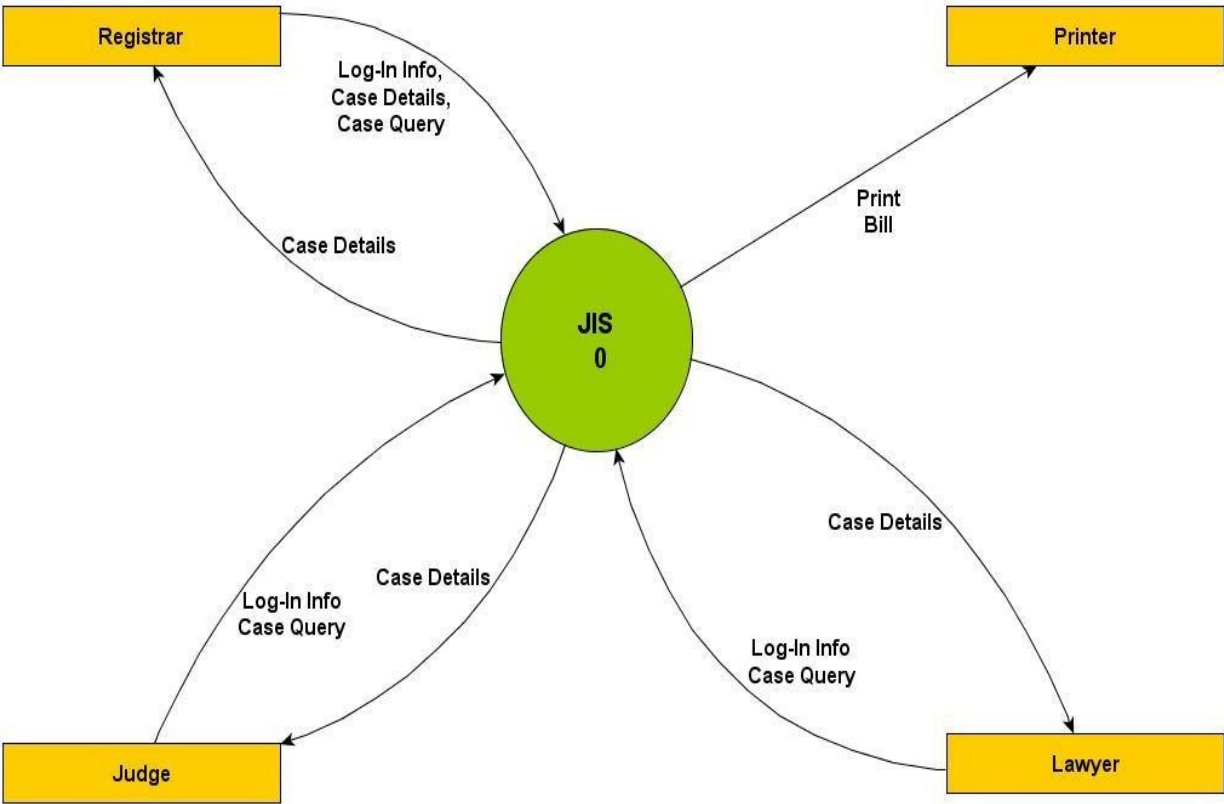 Registrar
Printer
Log-In Info,
Case Details,
Case Query
Print
Bill
Case Details
JIS
0
Case Details
Case Details
Log-In Info
Case Query
Log-In Info
Case Query
Judge
Lawyer